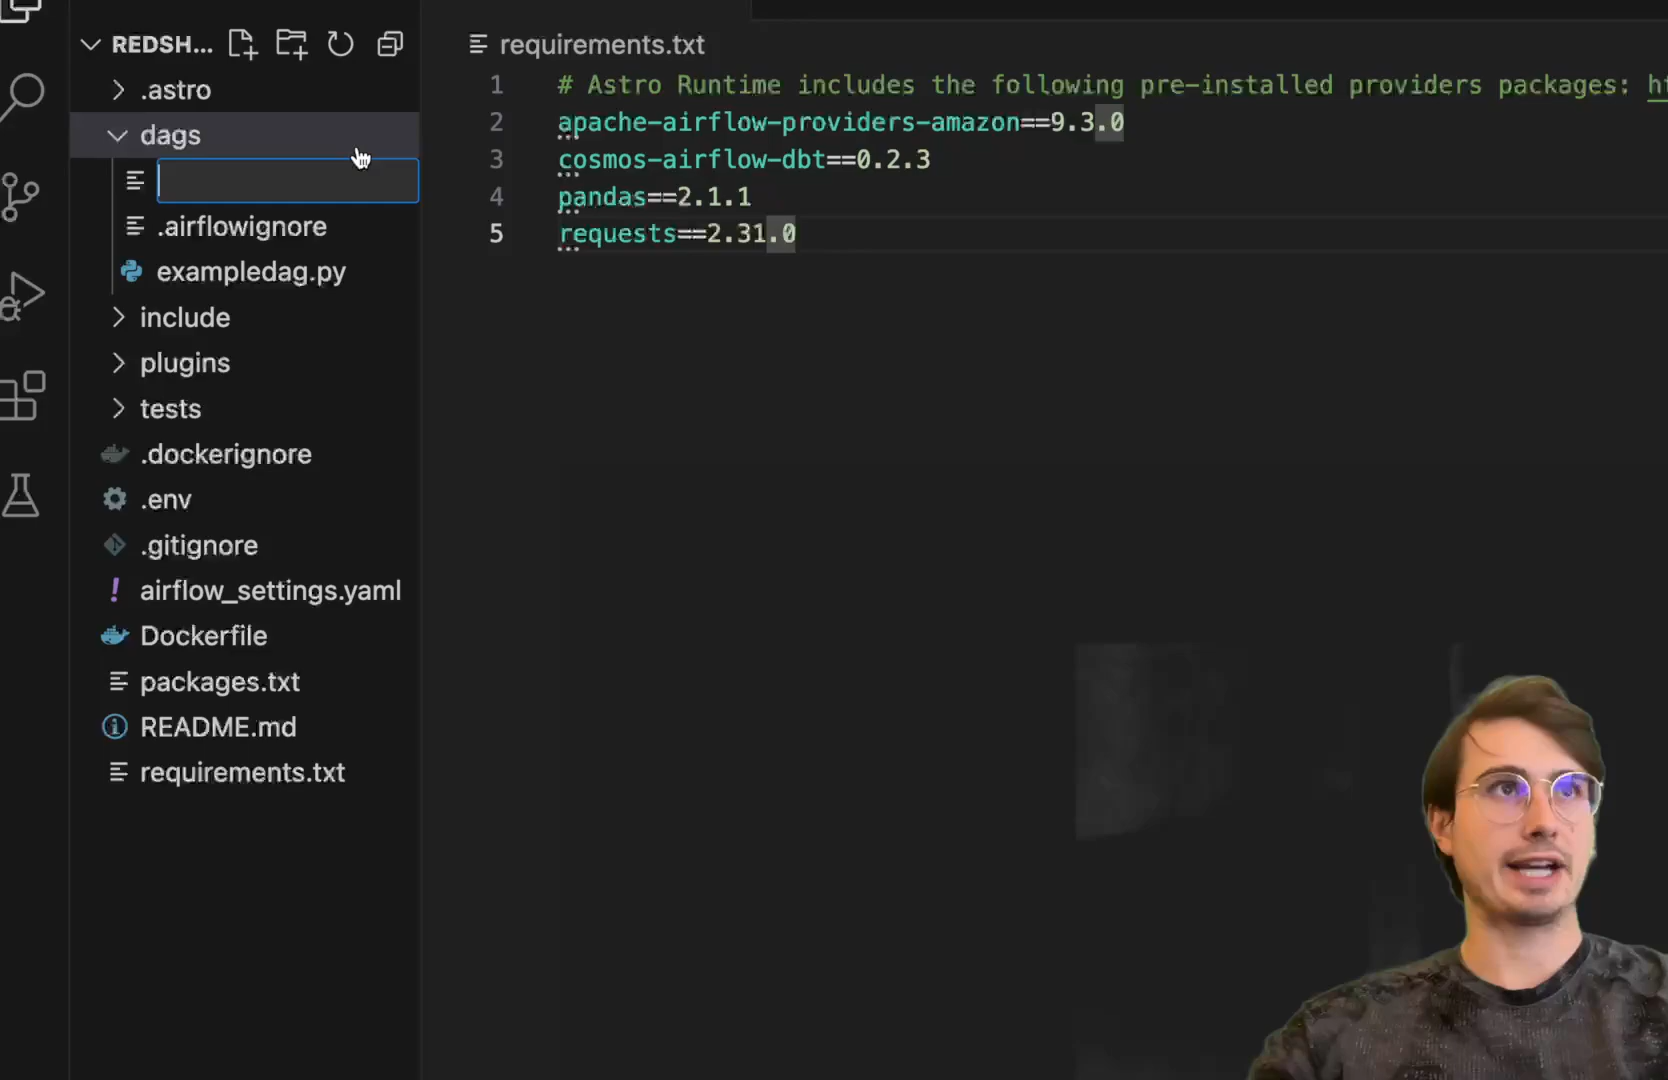 REDSH...
.astro
dags
.airflowignore
exampledag.py
include
plugins
tests
.dockerignore
.env
.gitignore
airflow_settings.yaml
Dockerfile
packages.txt
README.md
requirements.txt
requirements.txt
1 # Astro Runtime includes the following pre-installed providers packages:
2 apache-airflow-providers-amazon==9.3.0
3 cosmos-airflow-dbt==0.2.3
4 pandas==2.1.1
5 requests==2.31.0